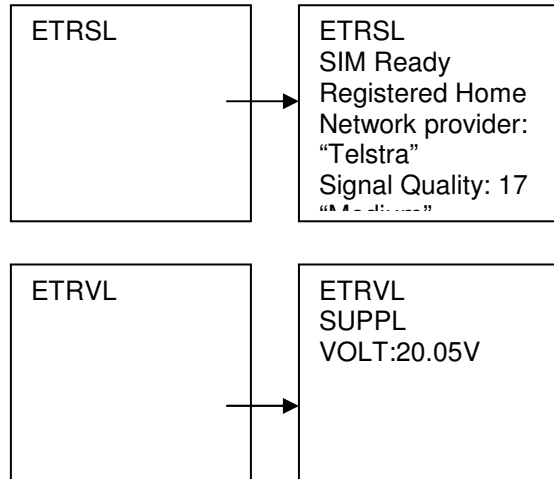 ETRSL
ETRSL
SIM Ready
Registered Home
Network provider:
“Telstra”
Signal Quality: 17
ETRVL
ETRVL
SUPPL
VOLT:20.05V